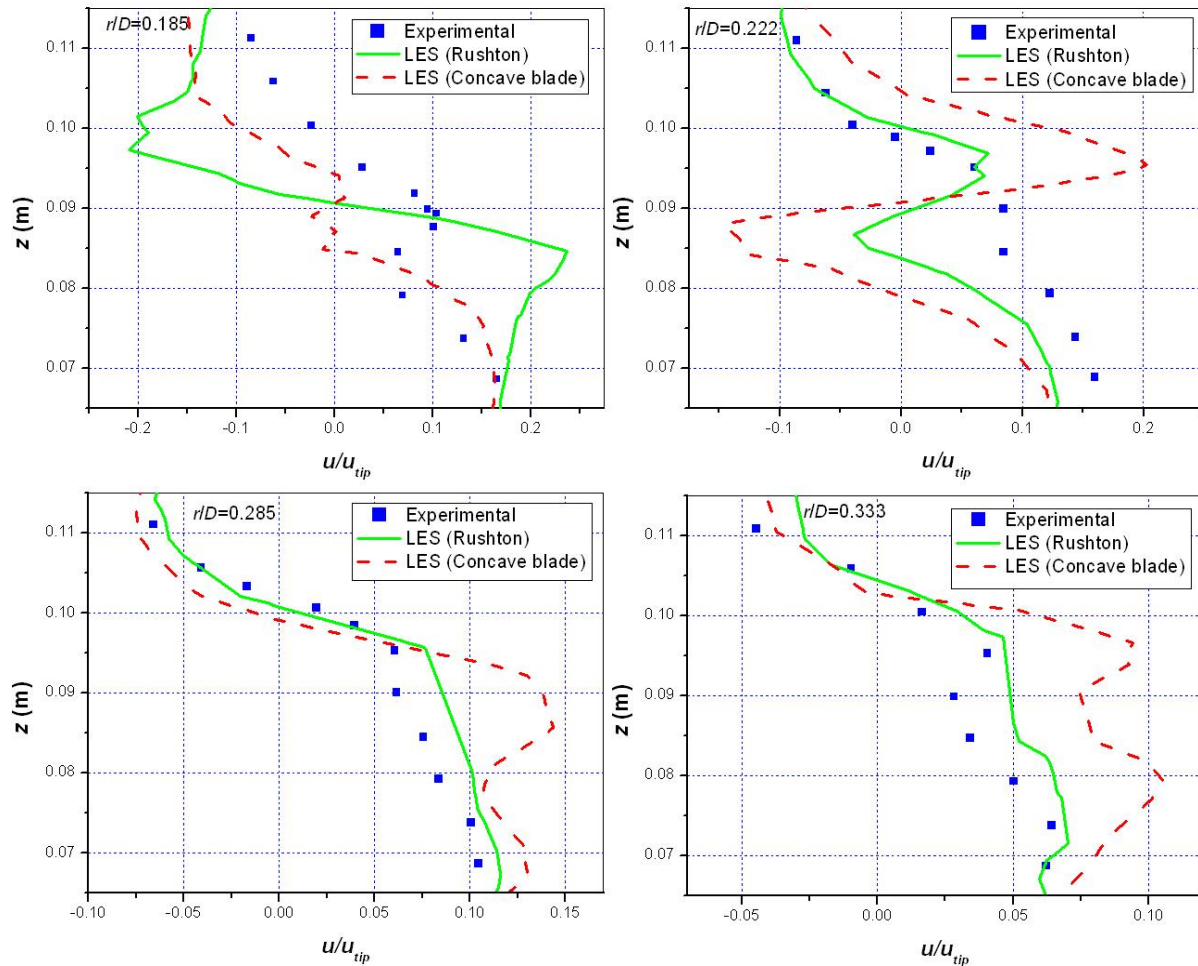 r/D=0.185
Experimental
LES (Rushton)
LES (Concave blade)
0.11
0.10
0.09
0.08
0.07
z (m)
-0.2 -0.1 0.0 0.1 0.2
u/u_tip
r/D=0.222
Experimental
LES (Rushton)
LES (Concave blade)
0.11
0.10
0.09
0.08
0.07
z (m)
-0.1 0.0 0.1 0.2
u/u_tip
r/D=0.285
Experimental
LES (Rushton)
LES (Concave blade)
0.11
0.10
0.09
0.08
0.07
z (m)
-0.10 -0.05 0.00 0.05 0.10 0.15
u/u_tip
r/D=0.333
Experimental
LES (Rushton)
LES (Concave blade)
0.11
0.10
0.09
0.08
0.07
z (m)
-0.05 0.00 0.05 0.10
u/u_tip